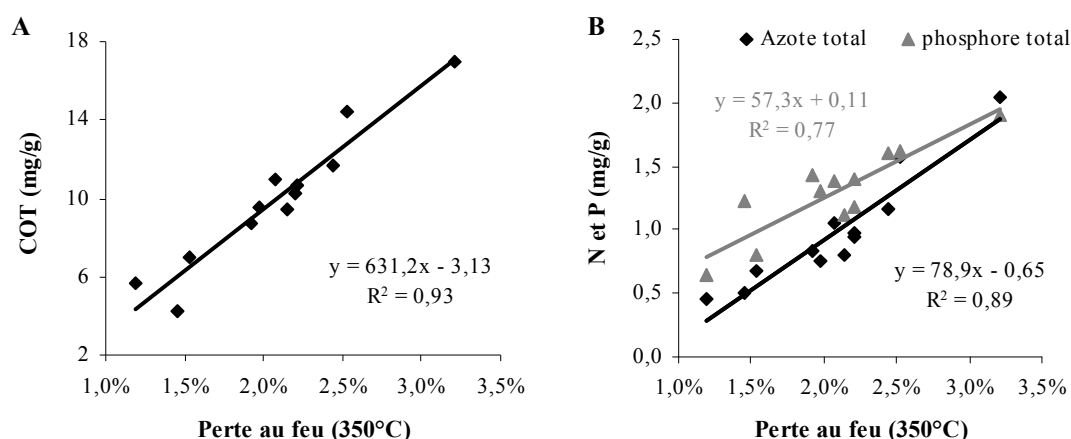 A
COT (mg/g)
18
14
10
6
2
y = 631,2x - 3,13
R² = 0,93
1,0% 1,5% 2,0% 2,5% 3,0% 3,5%
Perte au feu (350°C)
B
Azote total phosphore total
N et P (mg/g)
2,5
2,0
1,5
1,0
0,5
0,0
y = 57,3x + 0,11
R² = 0,77
y = 78,9x - 0,65
R² = 0,89
1,0% 1,5% 2,0% 2,5% 3,0% 3,5%
Perte au feu (350°C)